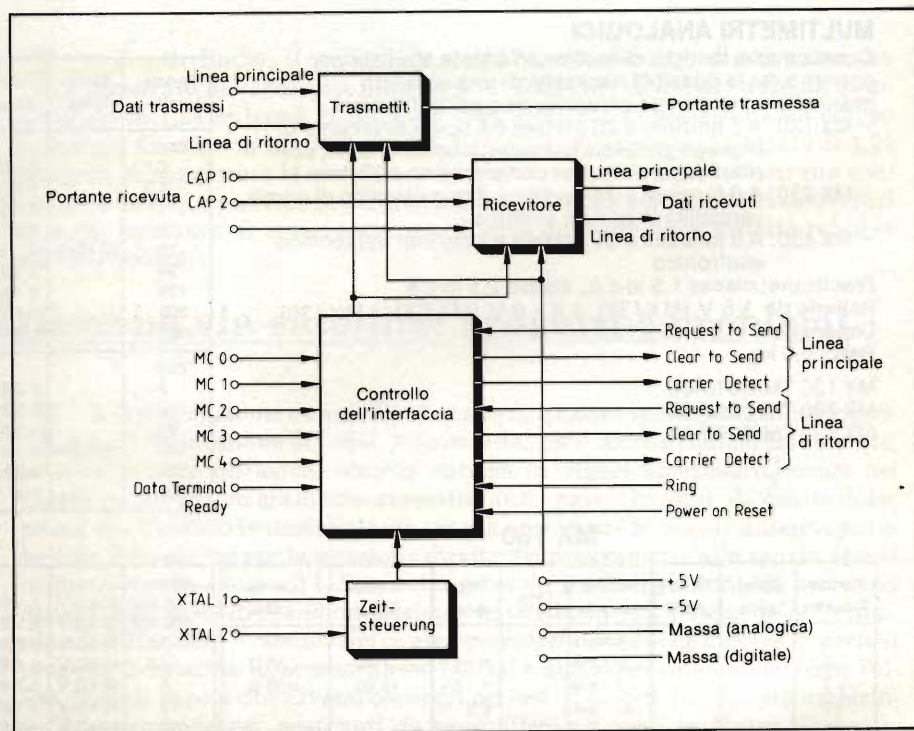 Linea principale
Dati trasmessi
Linea di ritorno
Trasmettit.
Portante trasmessa
Portante ricevuta
CAP 1
CAP 2
Ricevitore
Linea principale
Dati ricevuti
Linea di ritorno
MC 0
MC 1
MC 2
MC 3
MC 4
Data Terminal
Ready
Controllo
dell'interfaccia
Request to Send
Clear to Send
Carrier Detect
Linea
principale
Request to Send
Clear to Send
Carrier Detect
Linea
di ritorno
Ring
Power on Reset
XTAL 1
XTAL 2
Zeit-
steuerung
+5V
-5V
Massa (analogica)
Massa (digitale)
MULTIMETRI ANALOGICI